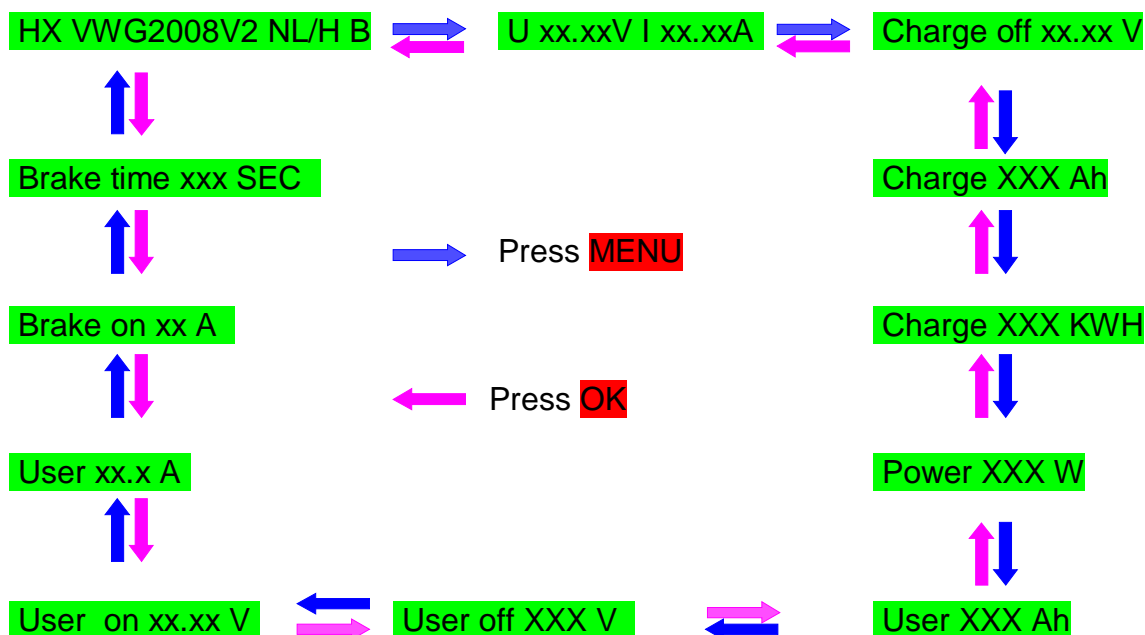 HX VWG2008V2 NL/H B
U xx.xxV I xx.xxA
Charge off xx.xx V
Brake time xxx SEC
Charge XXX Ah
Press MENU
Brake on xx A
Charge XXX KWH
Press OK
User xx.x A
Power XXX W
User  on xx.xx V
User off XXX V
User XXX Ah